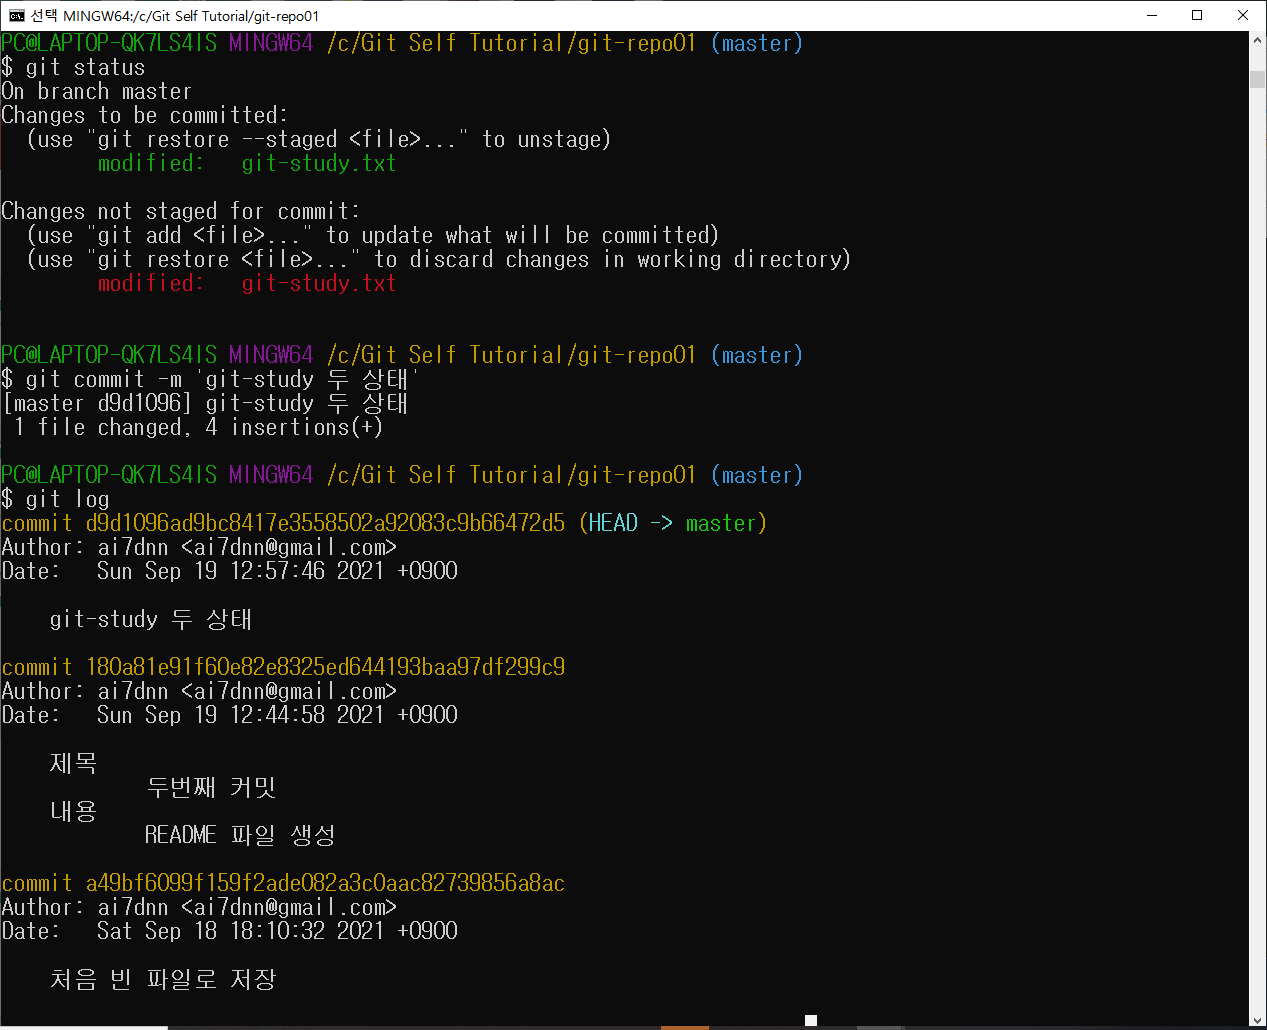 선택 MINGW64:/c/Git Self Tutorial/git-repo01
PC@LAPTOP-QK7LS4IS MINGW64 /c/Git Self Tutorial/git-repo01 (master)
$ git status
On branch master
Changes to be committed:
  (use "git restore --staged <file>..." to unstage)
        modified:   git-study.txt
Changes not staged for commit:
  (use "git add <file>..." to update what will be committed)
  (use "git restore <file>..." to discard changes in working directory)
        modified:   git-study.txt
PC@LAPTOP-QK7LS4IS MINGW64 /c/Git Self Tutorial/git-repo01 (master)
$ git commit -m 'git-study 두 상태'
[master d9d1096] git-study 두 상태
 1 file changed, 4 insertions(+)
PC@LAPTOP-QK7LS4IS MINGW64 /c/Git Self Tutorial/git-repo01 (master)
$ git log
commit d9d1096ad9bc8417e3558502a92083c9b66472d5 (HEAD -> master)
Author: ai7dnn <ai7dnn@gmail.com>
Date:   Sun Sep 19 12:57:46 2021 +0900
    git-study 두 상태
commit 180a81e91f60e82e8325ed644193baa97df299c9
Author: ai7dnn <ai7dnn@gmail.com>
Date:   Sun Sep 19 12:44:58 2021 +0900
    제목
            두번째 커밋
    내용
            README 파일 생성
commit a49bf6099f159f2ade082a3c0aac82739856a8ac
Author: ai7dnn <ai7dnn@gmail.com>
Date:   Sat Sep 18 18:10:32 2021 +0900
    처음 빈 파일로 저장